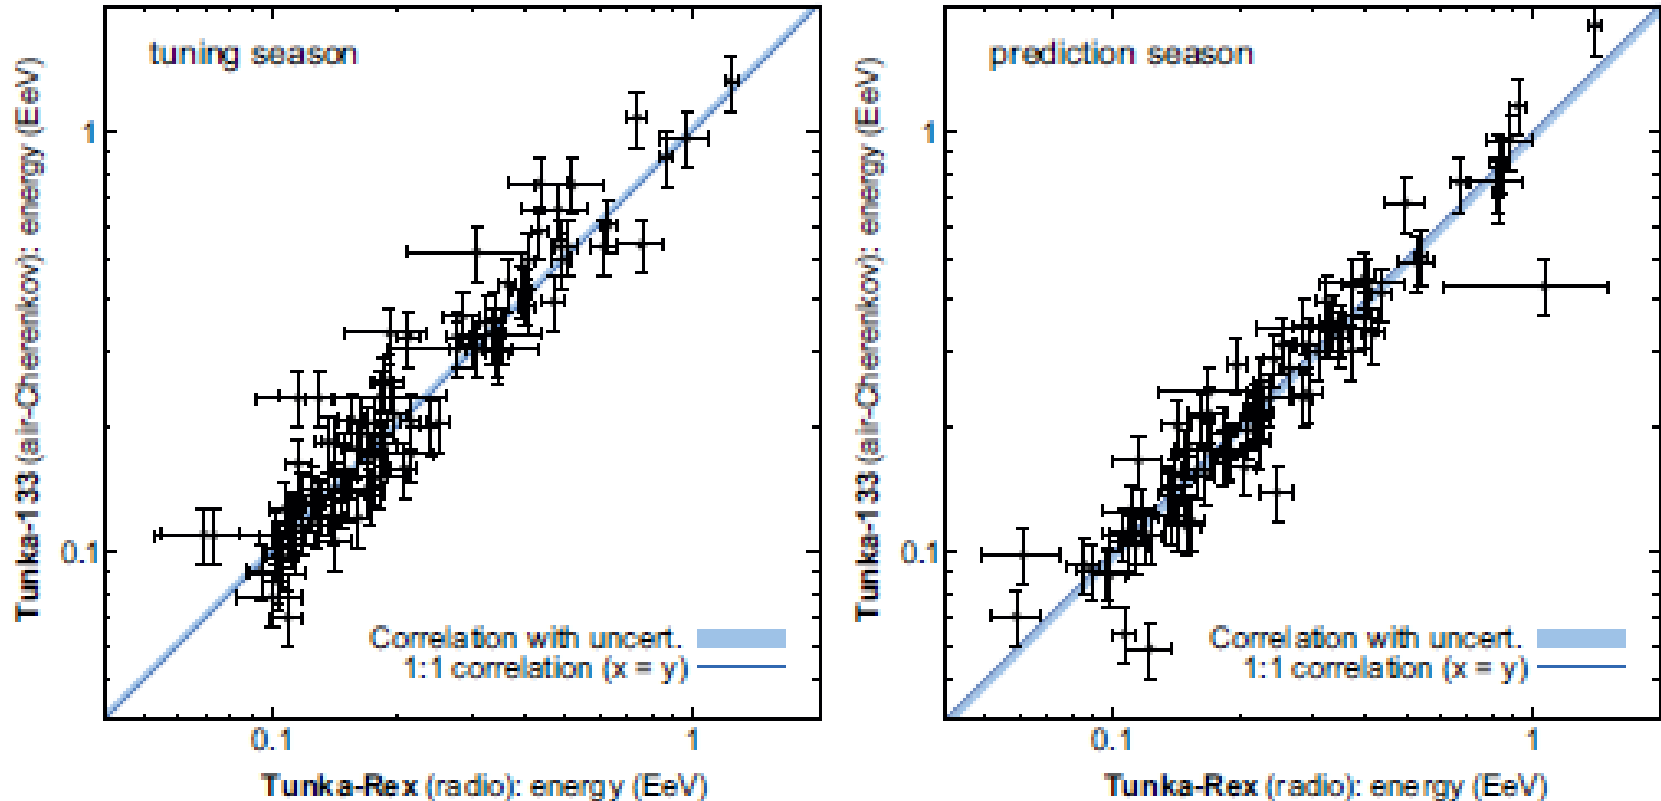 tuning season
Tunka-133 (air-Cherenkov): energy (EeV)
1
0.1
Correlation with uncert.
1:1 correlation (x = y)
0.1
1
Tunka-Rex (radio): energy (EeV)
prediction season
Tunka-133 (air-Cherenkov): energy (EeV)
1
0.1
Correlation with uncert.
1:1 correlation (x = y)
0.1
1
Tunka-Rex (radio): energy (EeV)